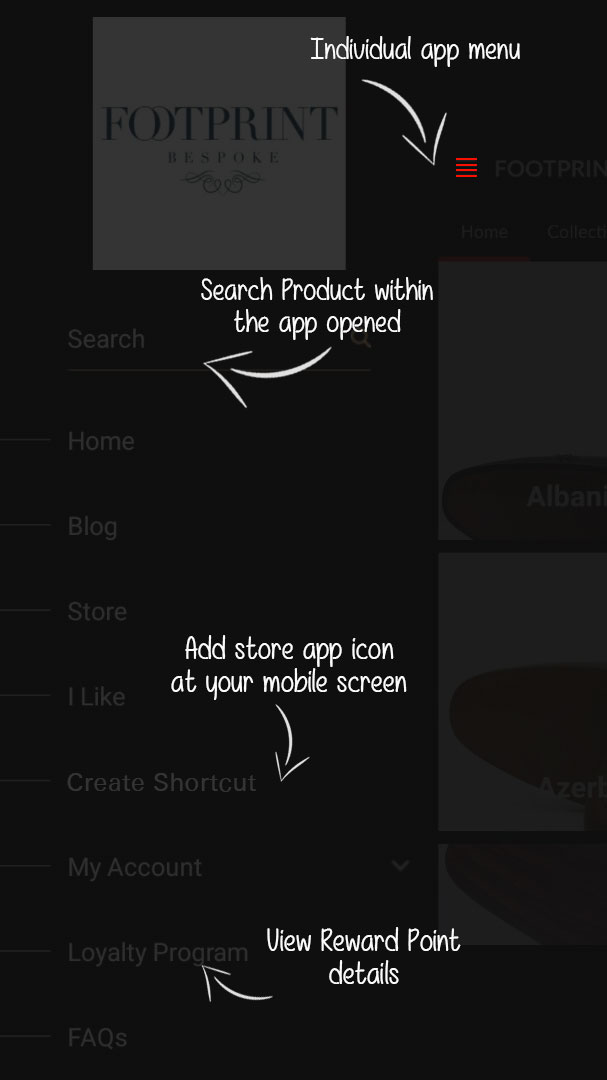 Individual app menu
FOOTPRINT
BESPOKE
FOOTPRIN
Home
Collecti
Search Product within
the app opened
Search
Home
Blog
Albani
Store
Add store app icon
at your mobile screen
I Like
Create Shortcut
Azerb
My Account
View Reward Point
details
Loyalty Program
FAQs